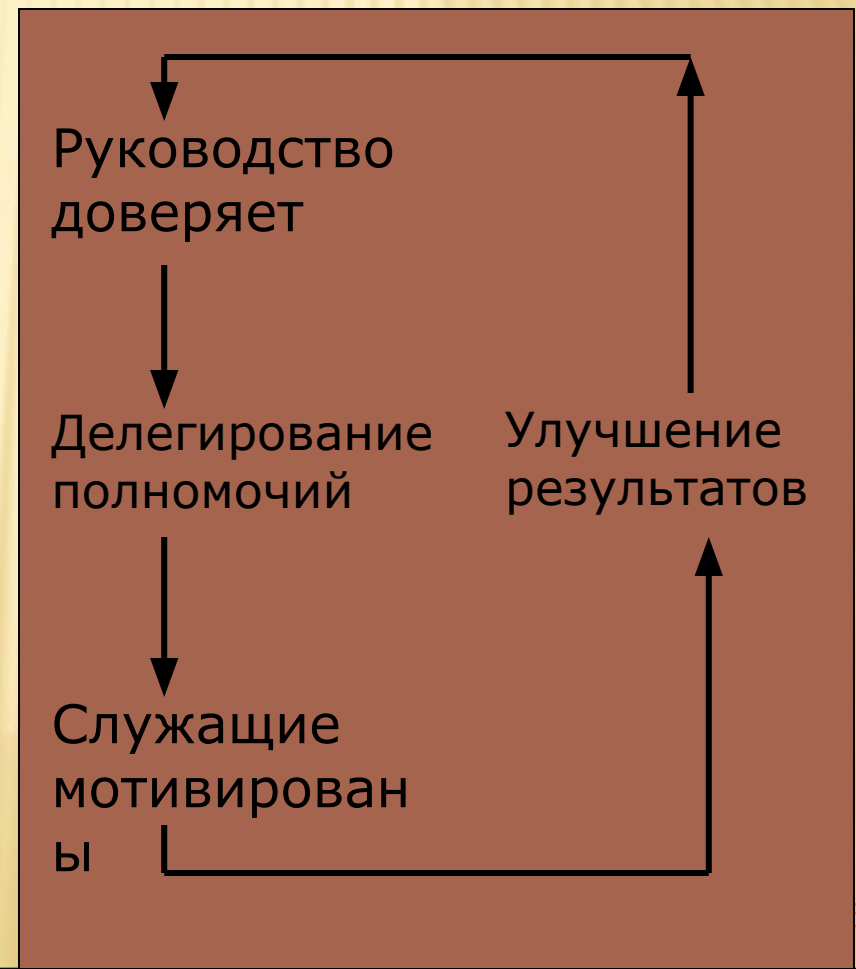 Руководство
доверяет
Делегирование
полномочий
Улучшение
результатов
Служащие
мотивирован
ы